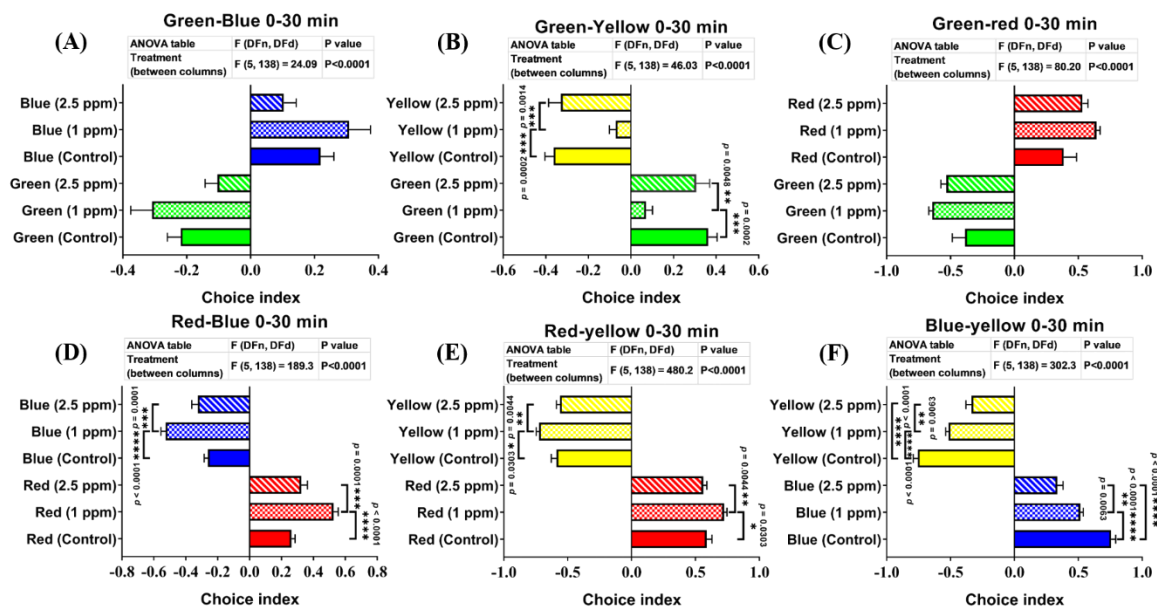 (A)
Green-Blue 0-30 min
ANOVA table F (DFn, DFd) P value
Treatment
(between columns) F (5, 138) = 24.09 P<0.0001
Blue (2.5 ppm)
Blue (1 ppm)
Blue (Control)
Green (2.5 ppm)
Green (1 ppm)
Green (Control)
-0.4 -0.2 0.0 0.2 0.4
Choice index
(B)
Green-Yellow 0-30 min
ANOVA table F (DFn, DFd) P value
Treatment
(between columns) F (5, 138) = 46.03 P<0.0001
Yellow (2.5 ppm)
Yellow (1 ppm)
Yellow (Control)
Green (2.5 ppm)
Green (1 ppm)
Green (Control)
p = 0.0014
***
p = 0.0002
***
p = 0.0048
**
p = 0.0002
***
-0.6 -0.4 -0.2 0.0 0.2 0.4 0.6
Choice index
(C)
Green-red 0-30 min
ANOVA table F (DFn, DFd) P value
Treatment
(between columns) F (5, 138) = 80.20 P<0.0001
Red (2.5 ppm)
Red (1 ppm)
Red (Control)
Green (2.5 ppm)
Green (1 ppm)
Green (Control)
-1.0 -0.5 0.0 0.5 1.0
Choice index
(D)
Red-Blue 0-30 min
ANOVA table F (DFn, DFd) P value
Treatment
(between columns) F (5, 138) = 189.3 P<0.0001
Blue (2.5 ppm)
Blue (1 ppm)
Blue (Control)
Red (2.5 ppm)
Red (1 ppm)
Red (Control)
p = 0.0001
***
p < 0.0001
****
p = 0.0001
***
p < 0.0001
****
-0.8 -0.6 -0.4 -0.2 0.0 0.2 0.4 0.6 0.8
Choice index
(E)
Red-yellow 0-30 min
ANOVA table F (DFn, DFd) P value
Treatment
(between columns) F (5, 138) = 480.2 P<0.0001
Yellow (2.5 ppm)
Yellow (1 ppm)
Yellow (Control)
Red (2.5 ppm)
Red (1 ppm)
Red (Control)
p = 0.0044
**
p = 0.0303
*
p = 0.0044
**
p = 0.0303
*
-1.0 -0.5 0.0 0.5 1.0
Choice index
(F)
Blue-yellow 0-30 min
ANOVA table F (DFn, DFd) P value
Treatment
(between columns) F (5, 138) = 302.3 P<0.0001
Yellow (2.5 ppm)
Yellow (1 ppm)
Yellow (Control)
Blue (2.5 ppm)
Blue (1 ppm)
Blue (Control)
p < 0.0001
****
p < 0.0001
****
p = 0.0063
**
p = 0.0063
**
p < 0.0001
****
p < 0.0001
****
-1.0 -0.5 0.0 0.5 1.0
Choice index